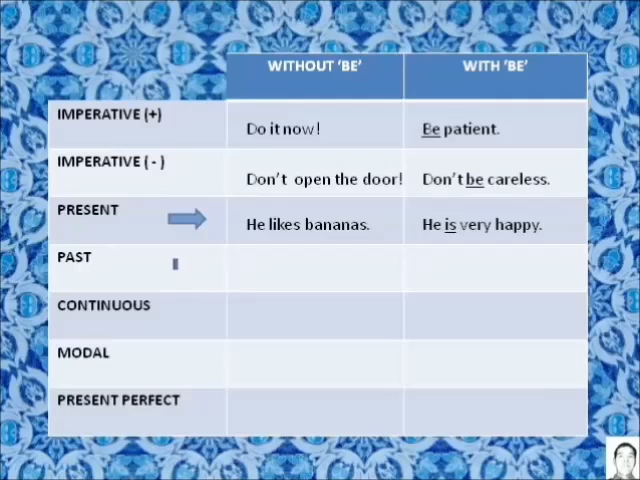 WITHOUT ‘BE’ WITH ‘BE’
IMPERATIVE (+) Do it now! Be patient.
IMPERATIVE ( - ) Don’t open the door! Don’t be careless.
PRESENT He likes bananas. He is very happy.
PAST
CONTINUOUS
MODAL
PRESENT PERFECT